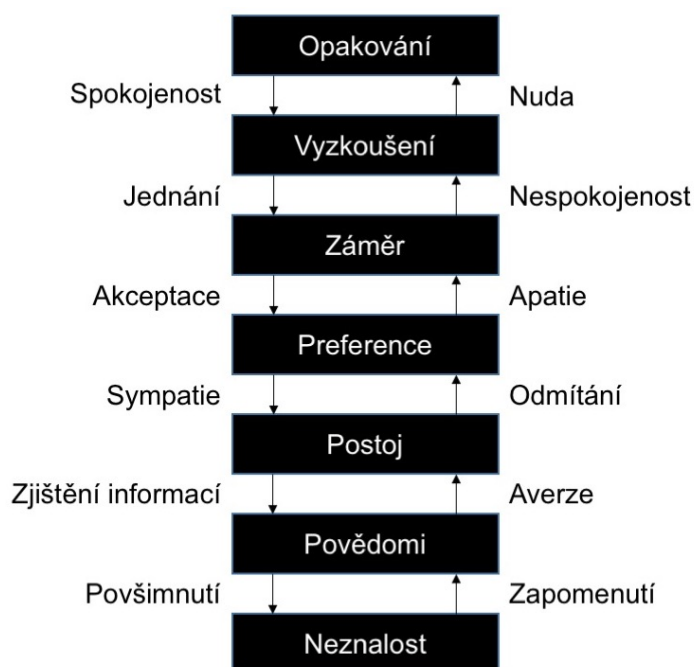 Opakování
Spokojenost
Nuda
Vyzkoušení
Jednání
Nespokojenost
Záměr
Akceptace
Apatie
Preference
Sympatie
Odmítání
Postoj
Zjištění informací
Averze
Povědomi
Povšimnutí
Zapomenutí
Neznalost